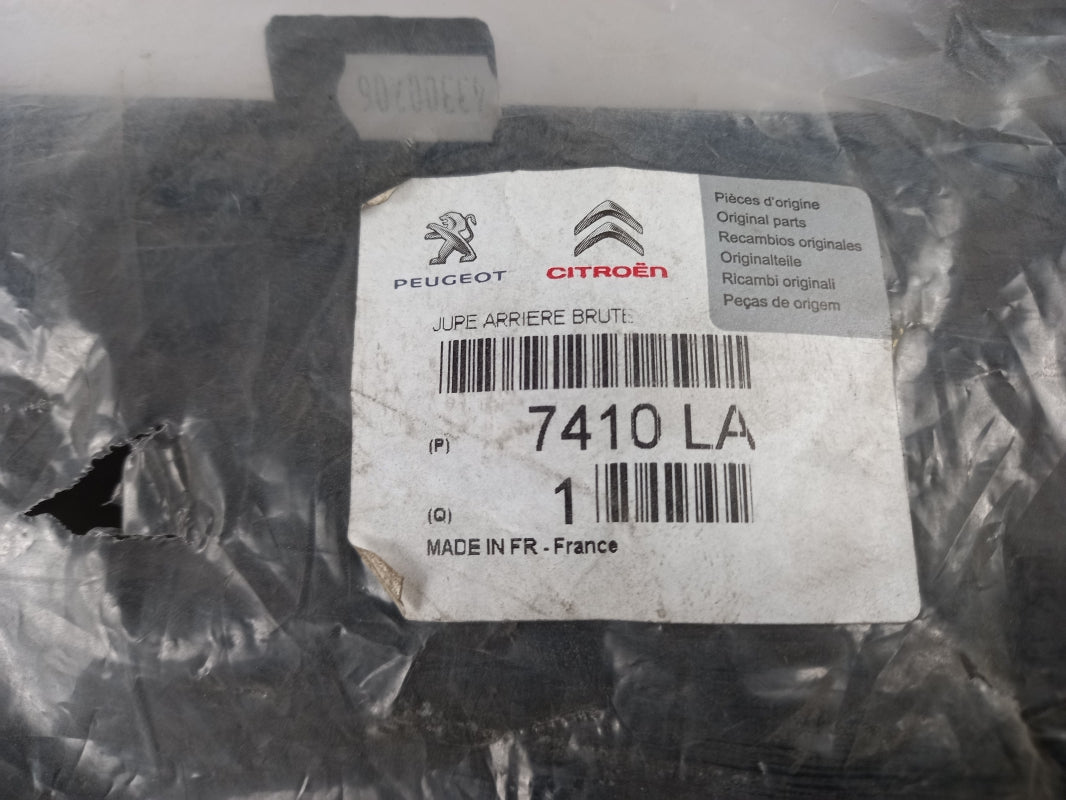 PEUGEOT
CITROËN
Pièces d'origine
Original parts
Recambios originales
Originalteile
Ricambi originali
Peças de origem
JUPE ARRIERE BRUTE
(P) 7410 LA
(Q) 1
MADE IN FR - France